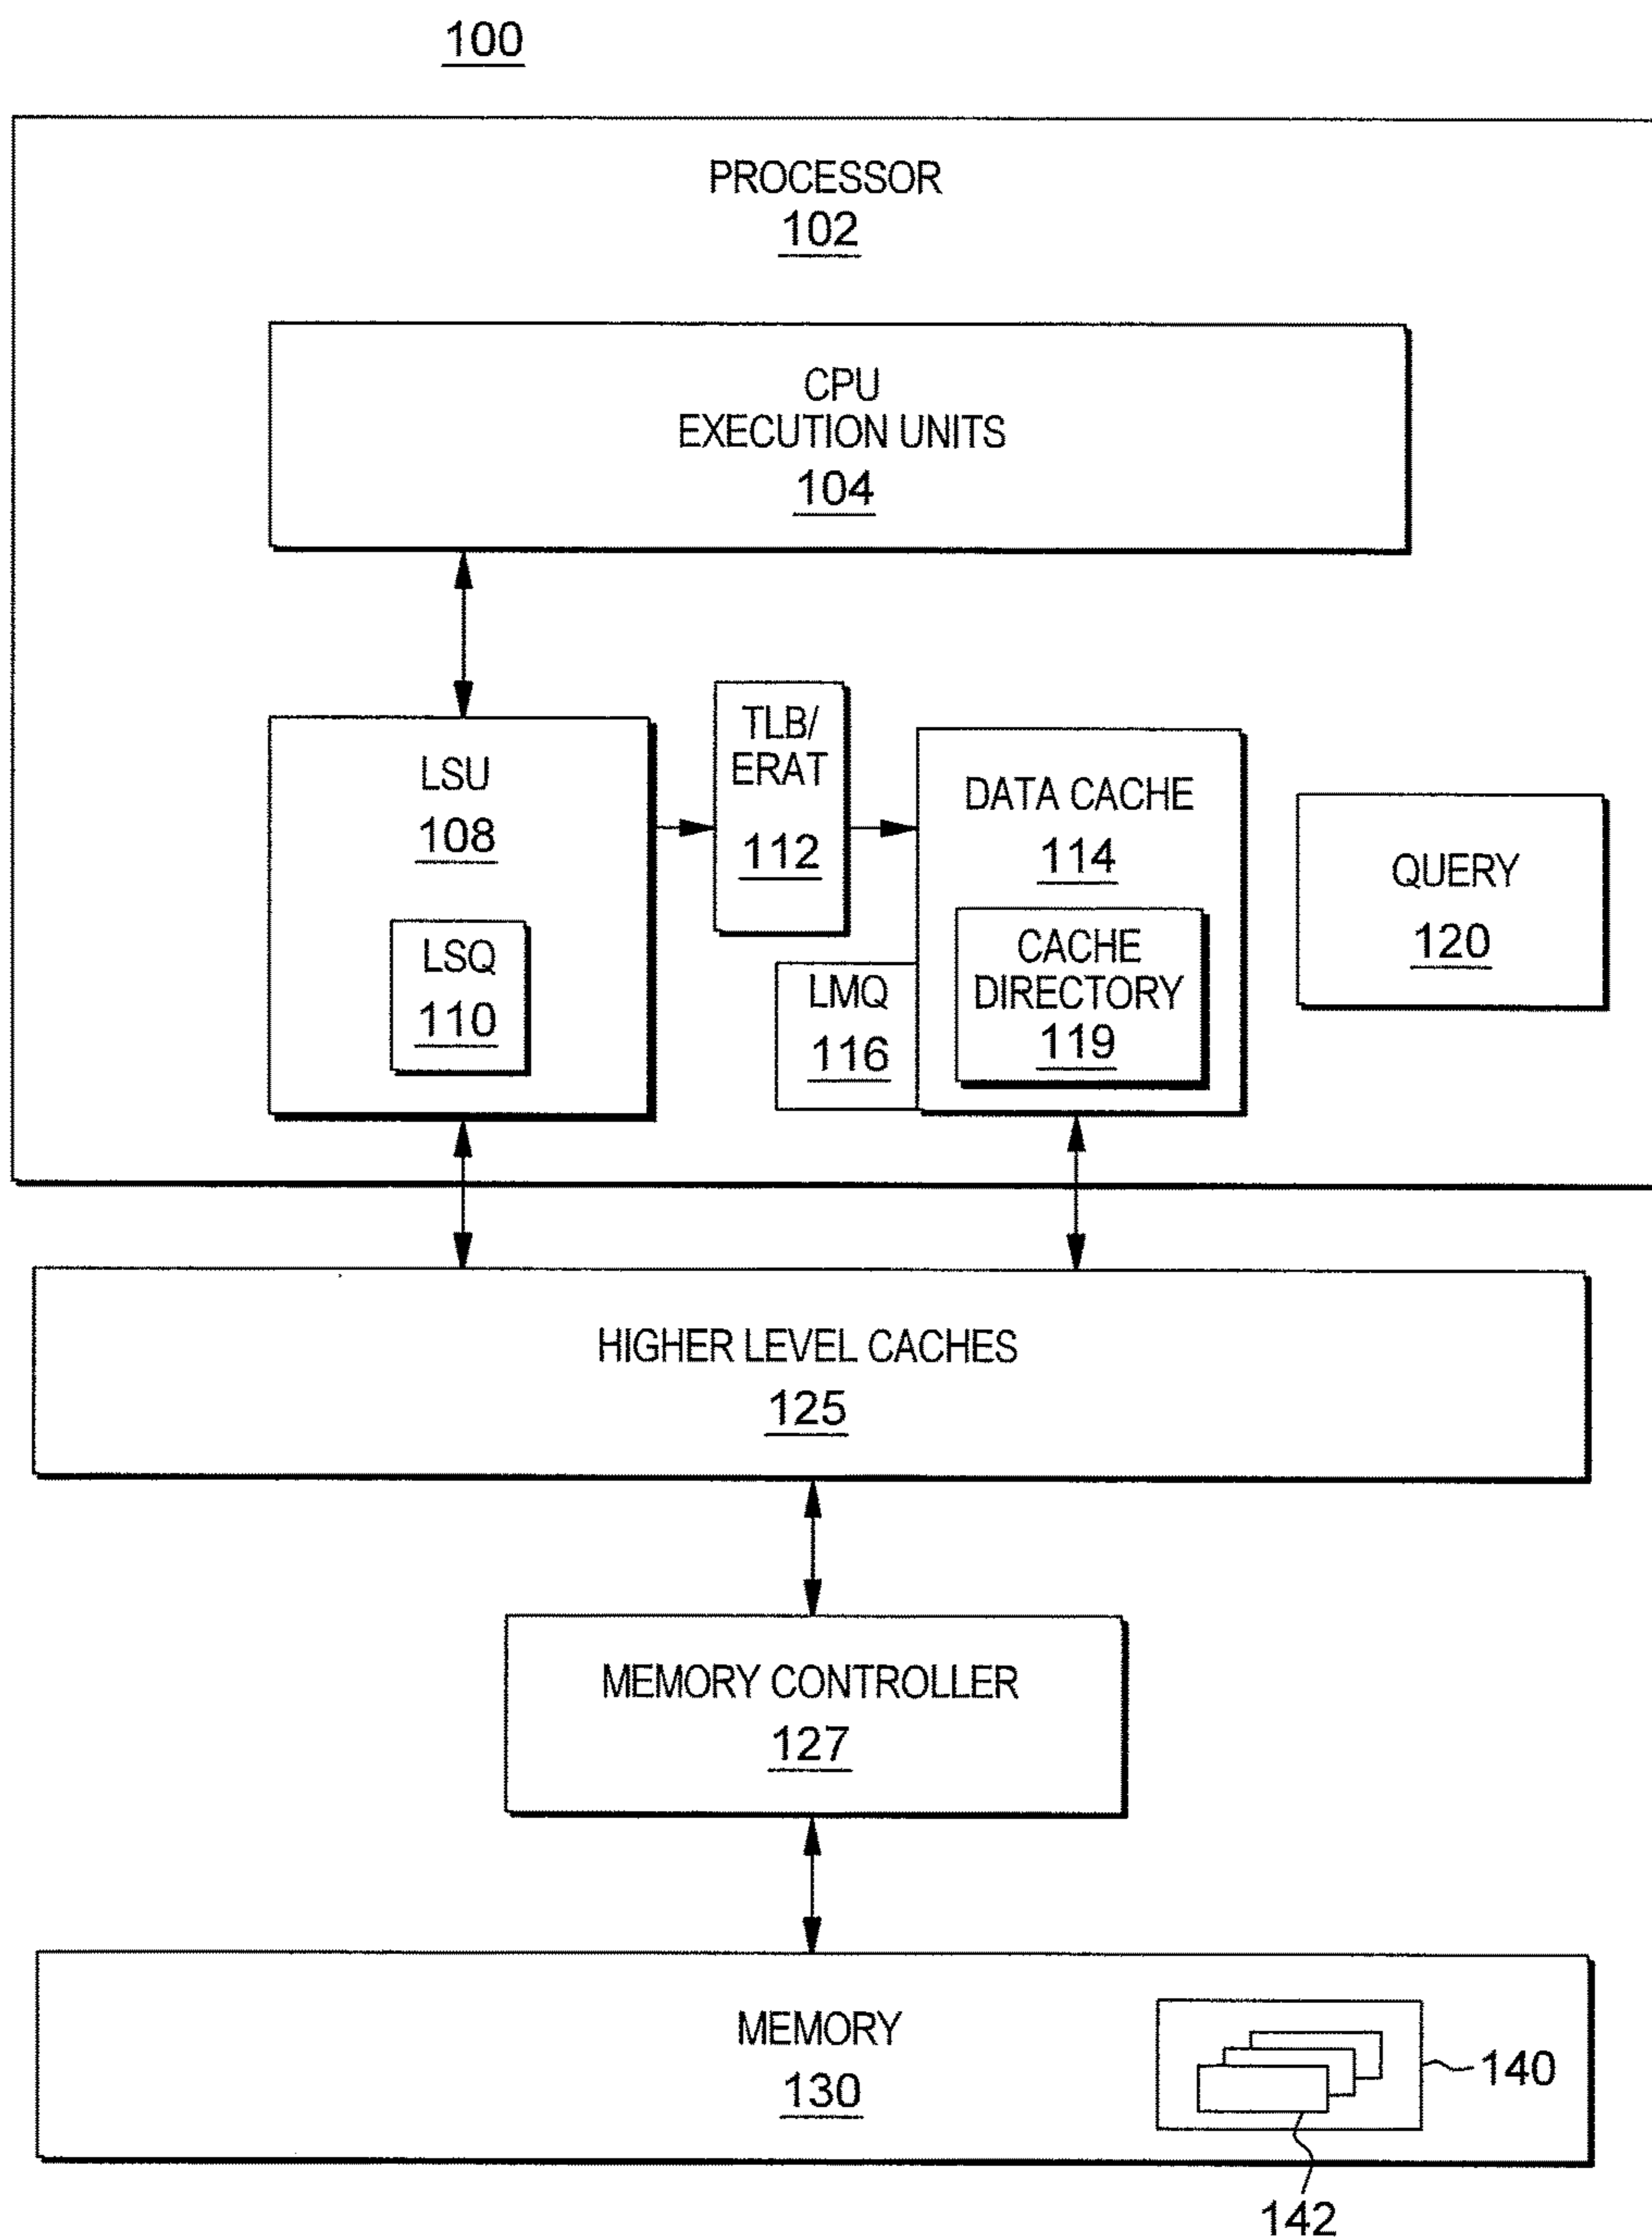 100
PROCESSOR
102
CPU
EXECUTION UNITS
104
LSU
108
LSQ
110
TLB/
ERAT
112
DATA CACHE
114
CACHE
DIRECTORY
119
LMQ
116
QUERY
120
HIGHER LEVEL CACHES
125
MEMORY CONTROLLER
127
MEMORY
130
140
142